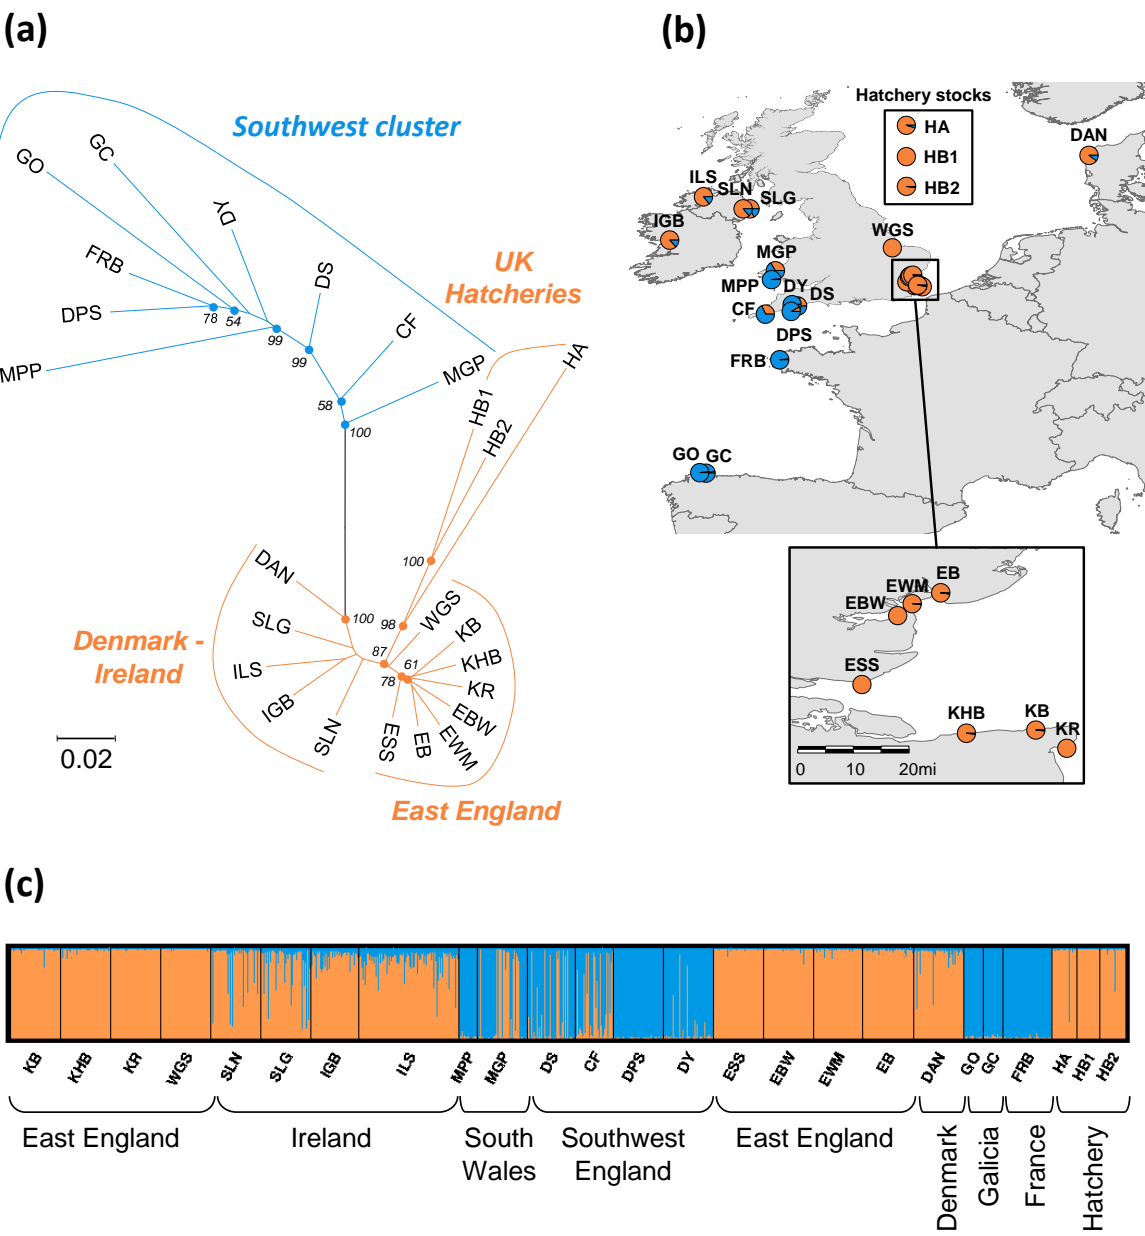 (a)
Southwest cluster
GC
GO
DY
FRB
DS
DPS
CF
MPP
MGP
78
54
99
99
58
100
UK
Hatcheries
HA
HB1
HB2
100
DAN
100
98
WGS
SLG
KB
Denmark -
Ireland
87
61
KHB
ILS
78
KR
IGB
EBW
SLN
ESS
EB
EWM
0.02
East England
(b)
Hatchery stocks
HA
HB1
HB2
DAN
ILS
SLN
SLG
IGB
WGS
MGP
MPP
DY
DS
CF
DPS
FRB
GO
GC
EB
EWM
EBW
ESS
KHB
KB
KR
0
10
20mi
(c)
KB
KHB
KR
WGS
SLN
SLG
IGB
ILS
MPP
MGP
DS
CF
DPS
DY
ESS
EBW
EWM
EB
DAN
GO
GC
FRB
HA
HB1
HB2
East England
Ireland
South
Wales
Southwest
England
East England
Denmark
Galicia
France
Hatchery